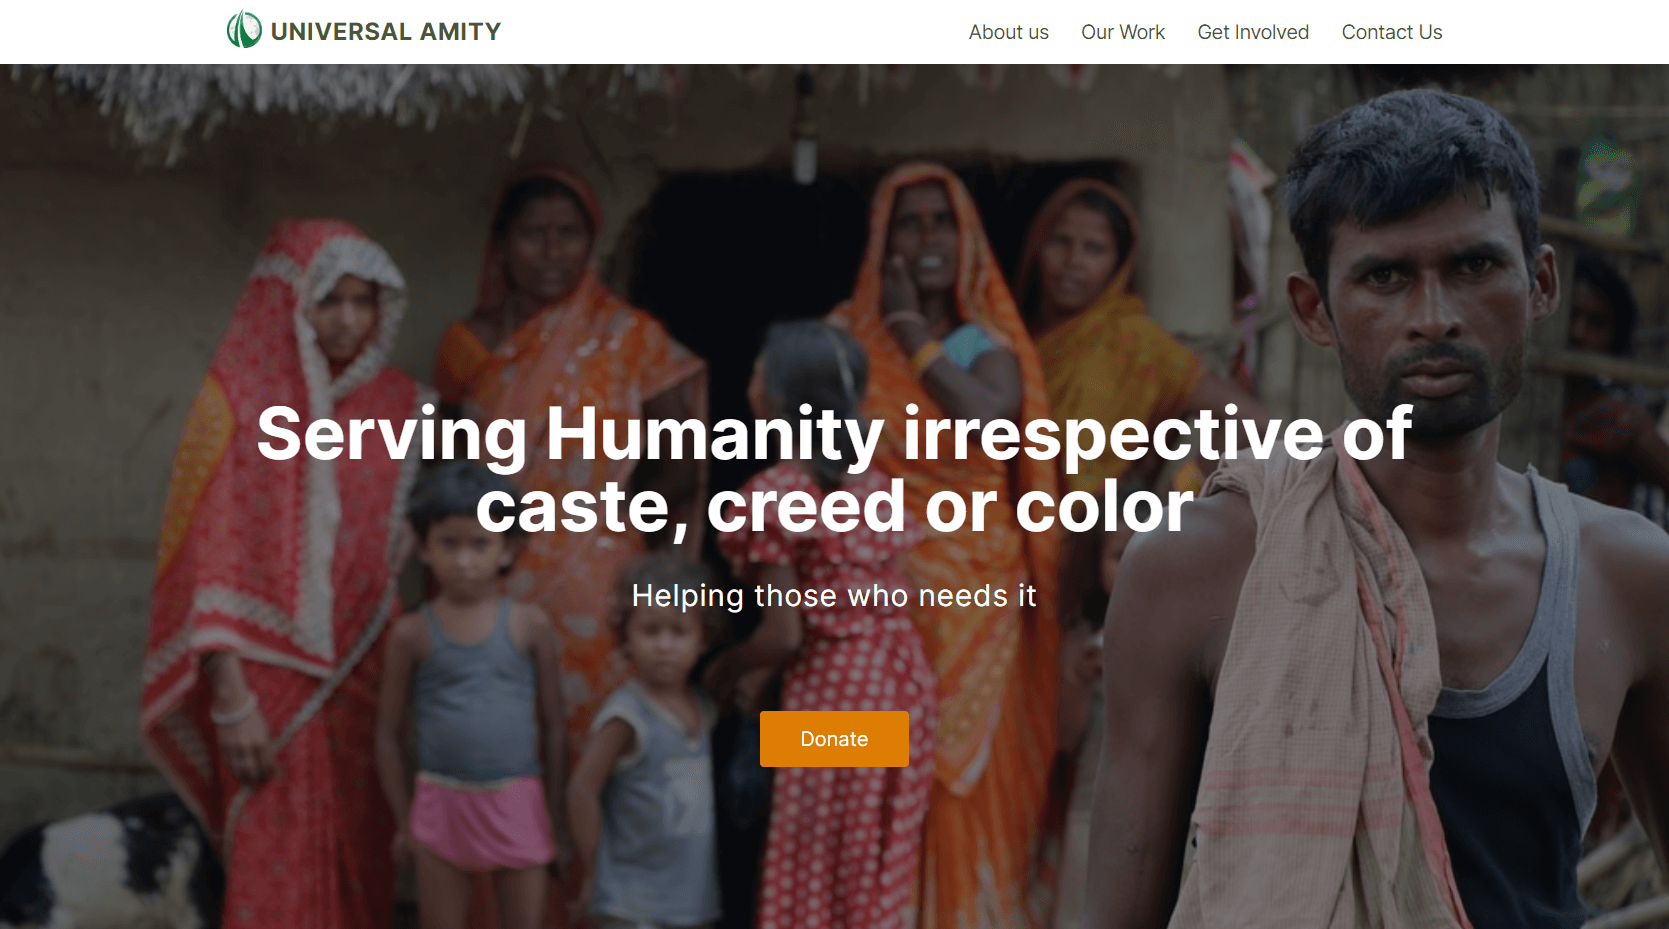 UNIVERSAL AMITY
About us
Our Work
Get Involved
Contact Us
Serving Humanity irrespective of
caste, creed or color
Helping those who needs it
Donate